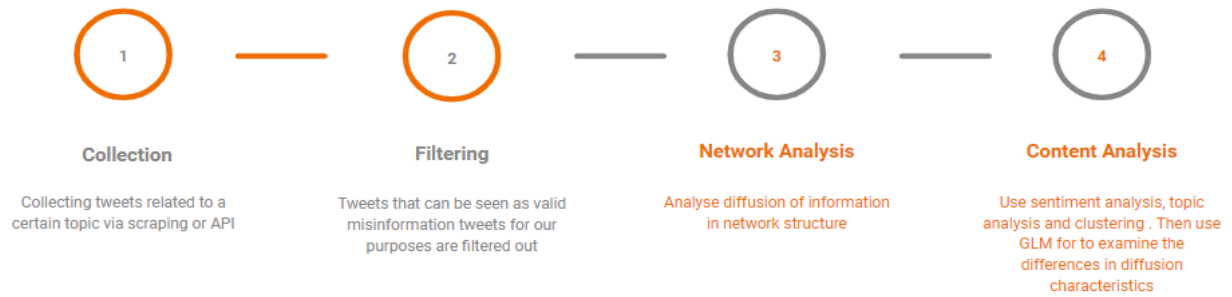 1
2
3
4
Collection
Filtering
Network Analysis
Content Analysis
Collecting tweets related to a
certain topic via scraping or API
Tweets that can be seen as valid
misinformation tweets for our
purposes are filtered out
Analyse diffusion of information
in network structure
Use sentiment analysis, topic
analysis and clustering . Then use
GLM for to examine the
differences in diffusion
characteristics